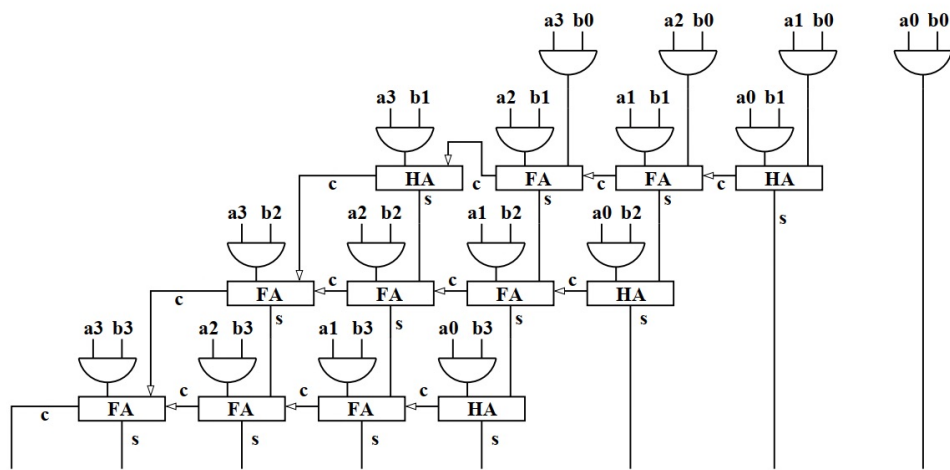 a3 b0 a2 b0 a1 b0 a0 b0
a3 b1 a2 b1 a1 b1 a0 b1
HA FA FA HA
c c c c
s s s s
a3 b2 a2 b2 a1 b2 a0 b2
FA FA FA HA
c c c c
s s s s
a3 b3 a2 b3 a1 b3 a0 b3
FA FA FA HA
c c c c
s s s s